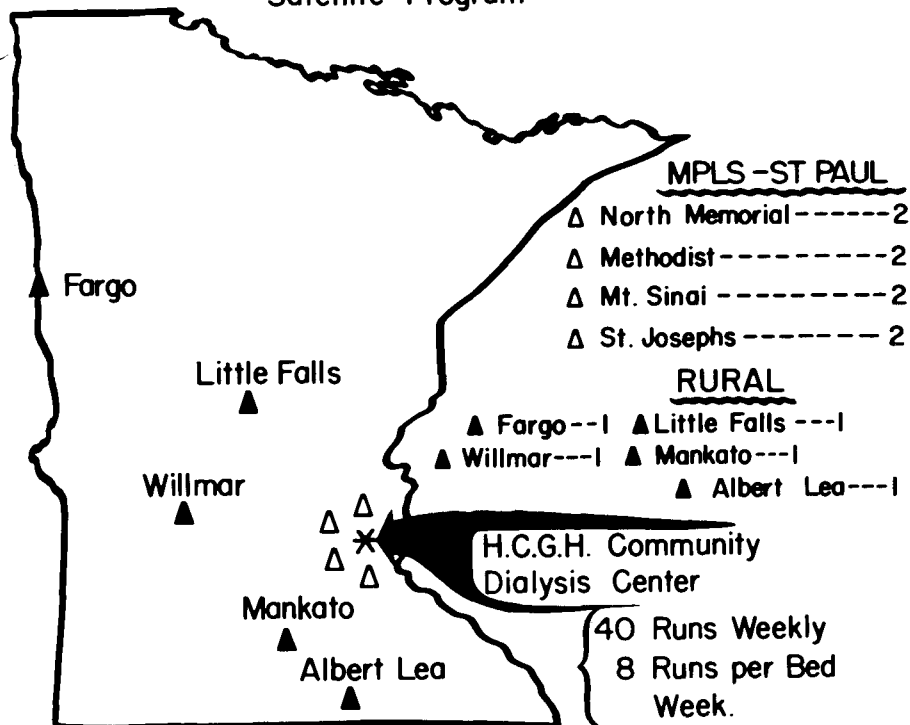 Satellite Program
MPLS-ST PAUL
North Memorial------2
Methodist----------2
Mt. Sinai----------2
St. Josephs-------2
RURAL
Fargo--1 Little Falls---1
Willmar---1 Mankato---1
Albert Lea---1
Fargo
Little Falls
Willmar
H.C.G.H. Community
Dialysis Center
Mankato
Albert Lea
40 Runs Weekly
8 Runs per Bed
Week.